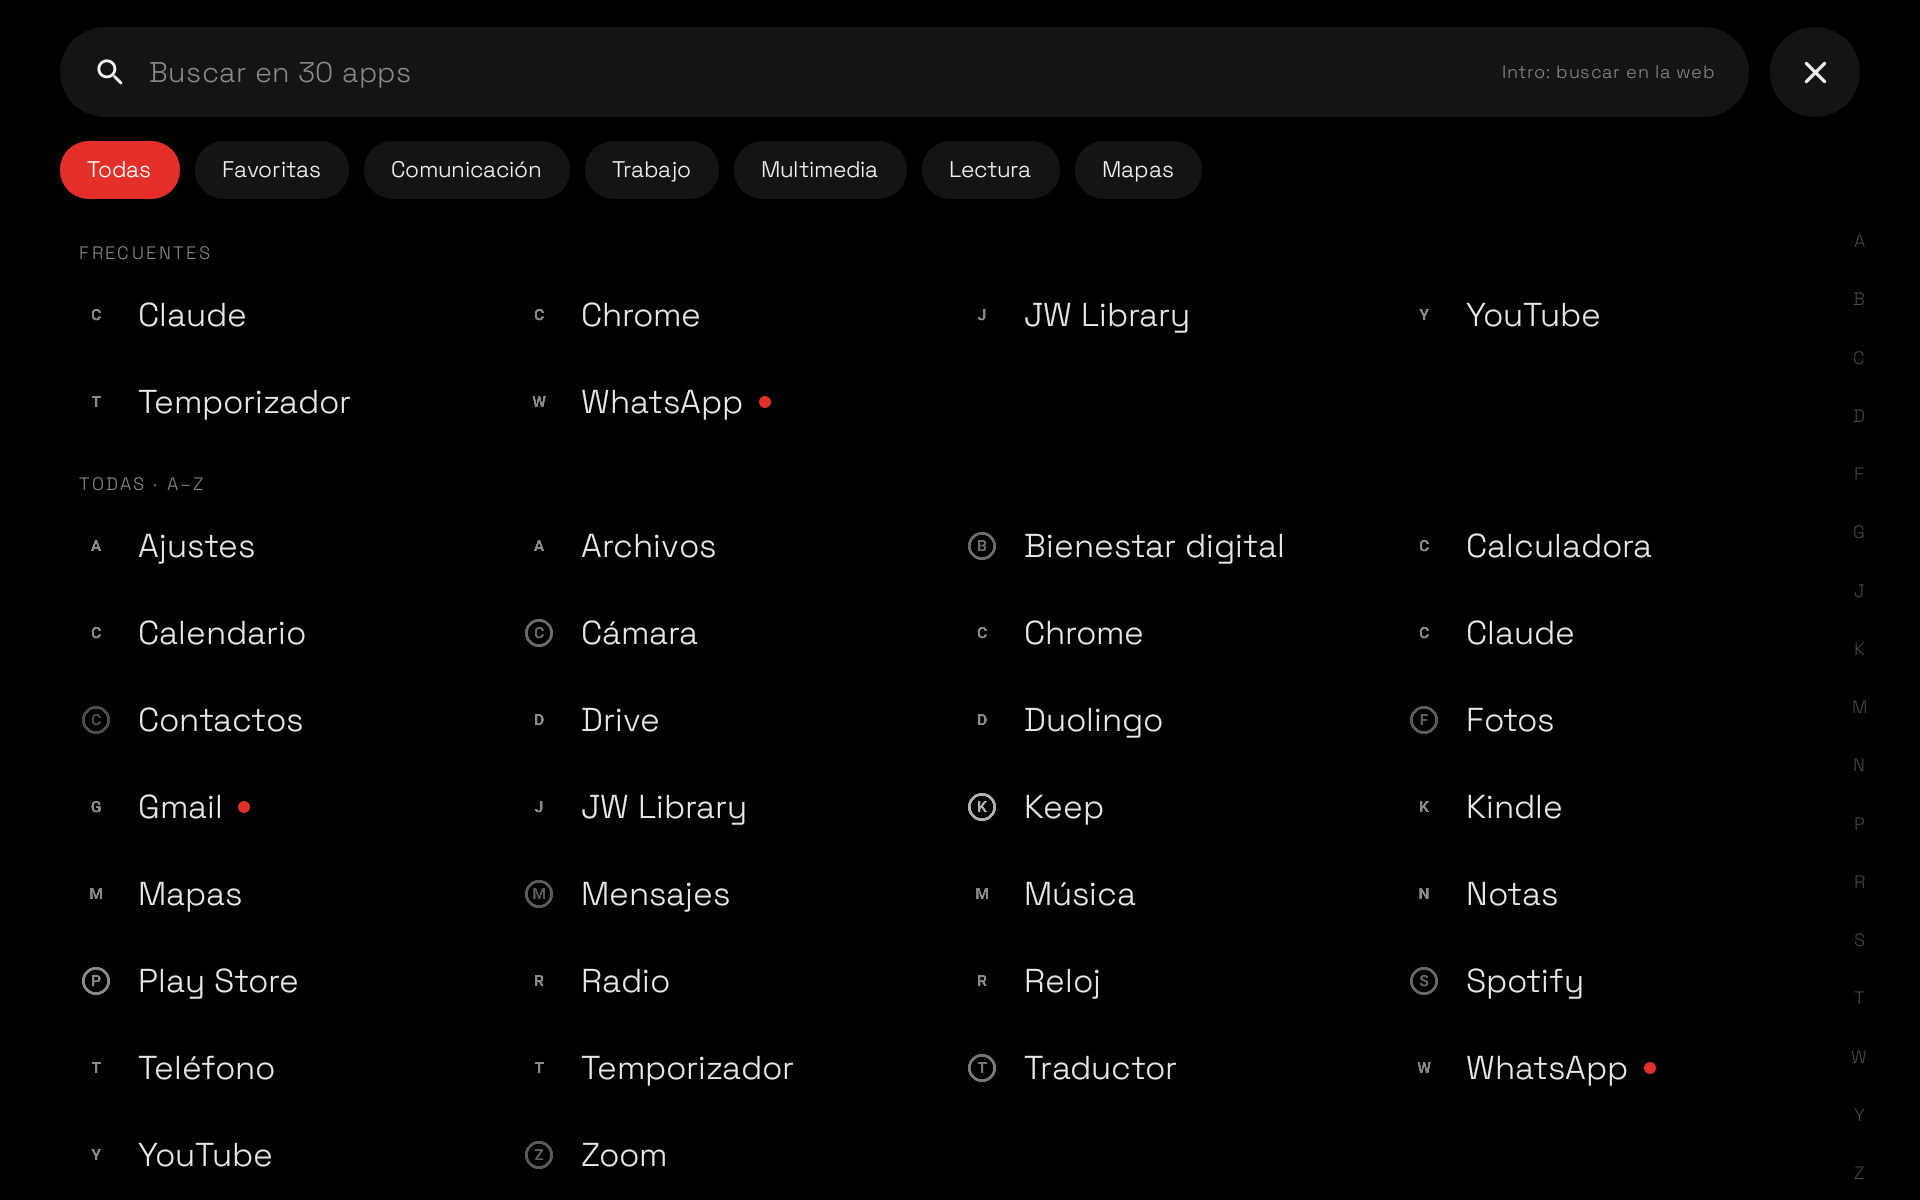 Buscar en 30 apps
Intro: buscar en la web
Todas Favoritas Comunicación Trabajo Multimedia Lectura Mapas
FRECUENTES
C Claude C Chrome J JW Library Y YouTube
T Temporizador W WhatsApp
TODAS · A–Z
A Ajustes A Archivos B Bienestar digital C Calculadora
C Calendario C Cámara C Chrome C Claude
C Contactos D Drive D Duolingo F Fotos
G Gmail J JW Library K Keep K Kindle
M Mapas M Mensajes M Música N Notas
P Play Store R Radio R Reloj S Spotify
T Teléfono T Temporizador T Traductor W WhatsApp
Y YouTube Z Zoom
A
B
C
D
F
G
J
K
M
N
P
R
S
T
W
Y
Z